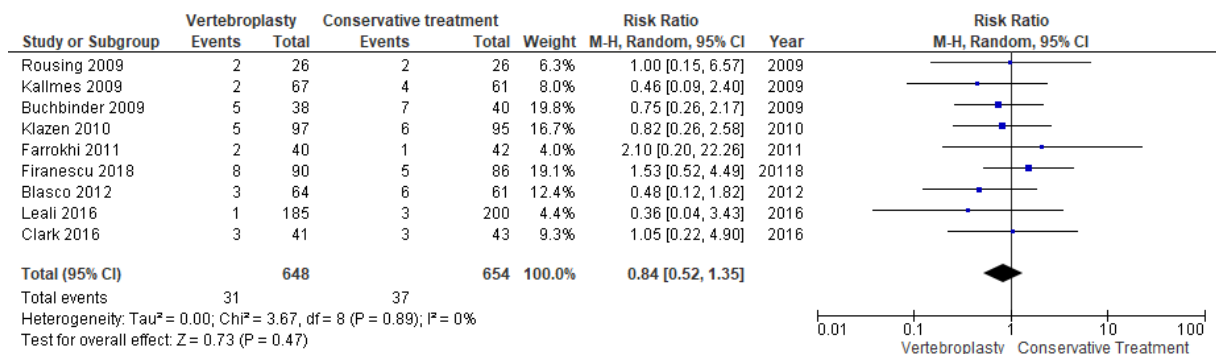 Vertebroplasty Conservative treatment Risk Ratio Risk Ratio
Study or Subgroup Events Total Events Total Weight M-H, Random, 95% CI Year M-H, Random, 95% CI
Rousing 2009 2 26 2 26 6.3% 1.00 [0.15, 6.57] 2009
Kallmes 2009 2 67 4 61 8.0% 0.46 [0.09, 2.40] 2009
Buchbinder 2009 5 38 7 40 19.8% 0.75 [0.26, 2.17] 2009
Klazen 2010 5 97 6 95 16.7% 0.82 [0.26, 2.58] 2010
Farrokhi 2011 2 40 1 42 4.0% 2.10 [0.20, 22.26] 2011
Firanescu 2018 8 90 5 86 19.1% 1.53 [0.52, 4.49] 20118
Blasco 2012 3 64 6 61 12.4% 0.48 [0.12, 1.82] 2012
Leali 2016 1 185 3 200 4.4% 0.36 [0.04, 3.43] 2016
Clark 2016 3 41 3 43 9.3% 1.05 [0.22, 4.90] 2016
Total (95% CI) 648 654 100.0% 0.84 [0.52, 1.35]
Total events 31 37
Heterogeneity: Tau² = 0.00; Chi² = 3.67, df = 8 (P = 0.89); I² = 0%
Test for overall effect: Z = 0.73 (P = 0.47)
0.01 0.1 1 10 100
Vertebroplasty Conservative Treatment